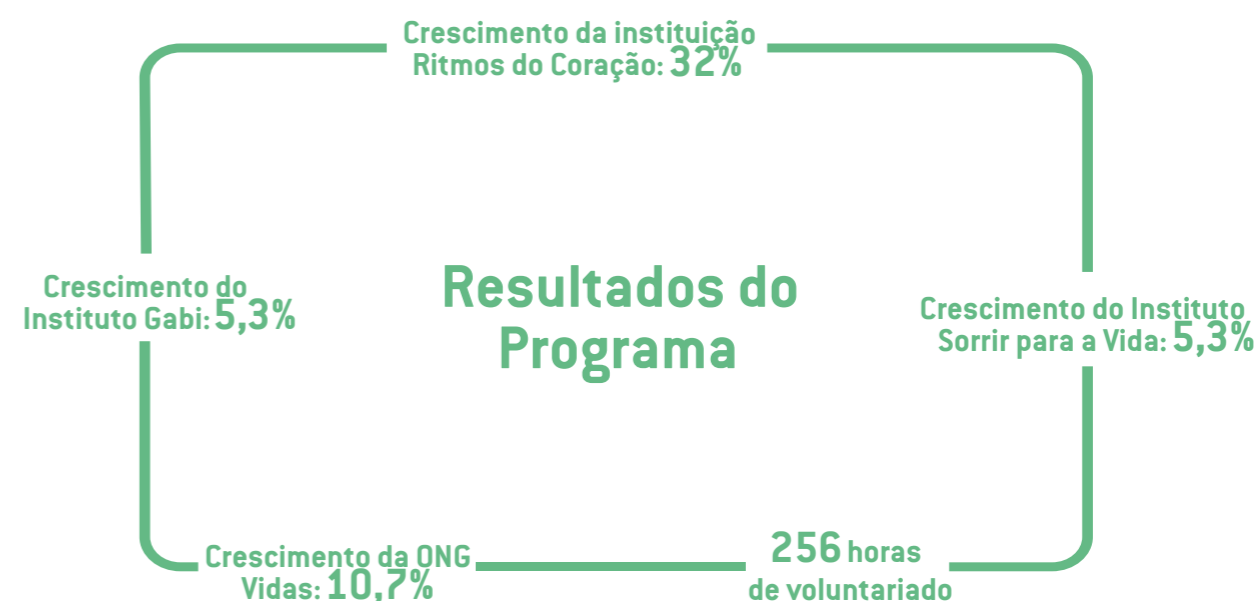 Crescimento da instituição
Ritmos do Coração: 32%
Crescimento do
Instituto Gabi: 5,3%
Resultados do
Programa
Crescimento do Instituto
Sorrir para a Vida: 5,3%
Crescimento da ONG
Vidas: 10,7%
256 horas
de voluntariado